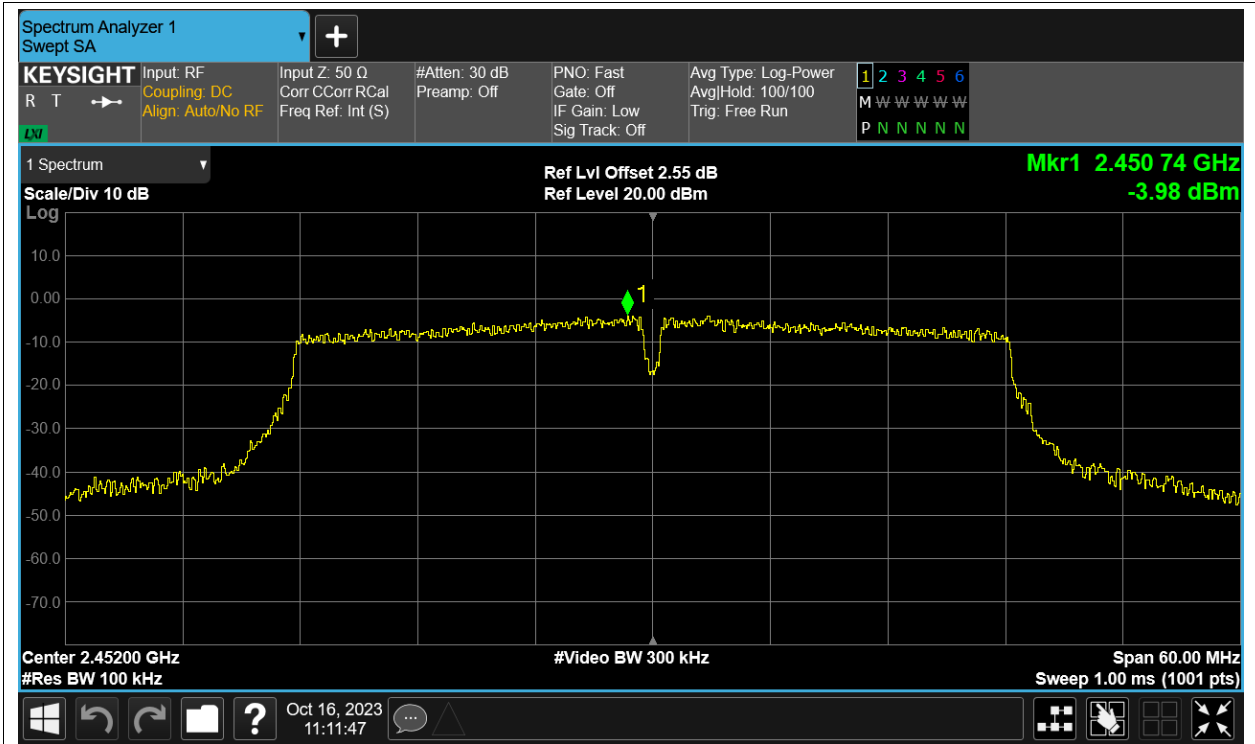 Spectrum Analyzer 1
Swept SA
KEYSIGHT
R T
LXI
Input: RF
Coupling: DC
Align: Auto/No RF
Input Z: 50 Ω
Corr CCorr RCal
Freq Ref: Int (S)
#Atten: 30 dB
Preamp: Off
PNO: Fast
Gate: Off
IF Gain: Low
Sig Track: Off
Avg Type: Log-Power
Avg|Hold: 100/100
Trig: Free Run
1 2 3 4 5 6
M W W W W W
P N N N N N
1 Spectrum
Scale/Div 10 dB
Log
Ref Lvl Offset 2.55 dB
Ref Level 20.00 dBm
Mkr1 2.450 74 GHz
-3.98 dBm
10.0
0.00
1
-10.0
-20.0
-30.0
-40.0
-50.0
-60.0
-70.0
Center 2.45200 GHz
#Res BW 100 kHz
#Video BW 300 kHz
Span 60.00 MHz
Sweep 1.00 ms (1001 pts)
?
Oct 16, 2023
11:11:47